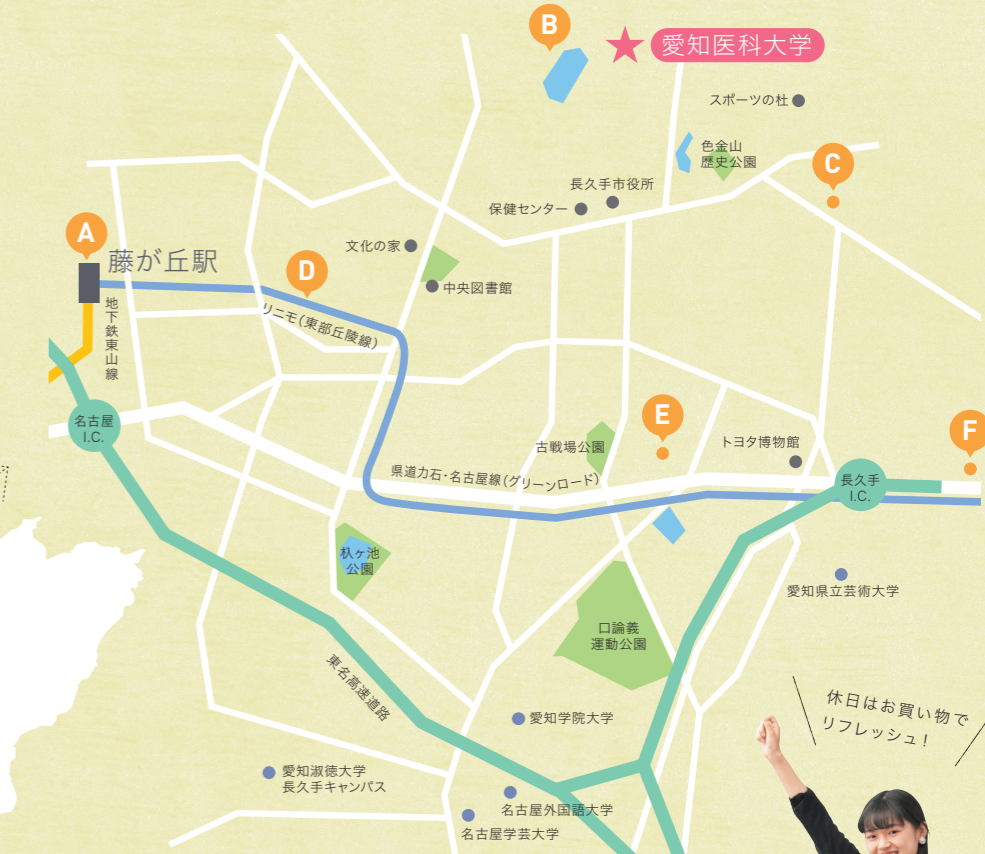 B
愛知医科大学
スポーツの杜
色金山
歴史公園
C
長久手市役所
保健センター
A
藤が丘駅
文化の家
D
中央図書館
地下鉄東山線
リニモ(東部丘陵線)
名古屋
I.C.
E
F
古戦場公園
トヨタ博物館
県道力石・名古屋線(グリーンロード)
長久手
I.C.
杁ヶ池
公園
愛知県立芸術大学
口論義
運動公園
東名高速道路
休日はお買い物で
リフレッシュ!
愛知学院大学
愛知淑徳大学
長久手キャンパス
名古屋外国語大学
名古屋学芸大学